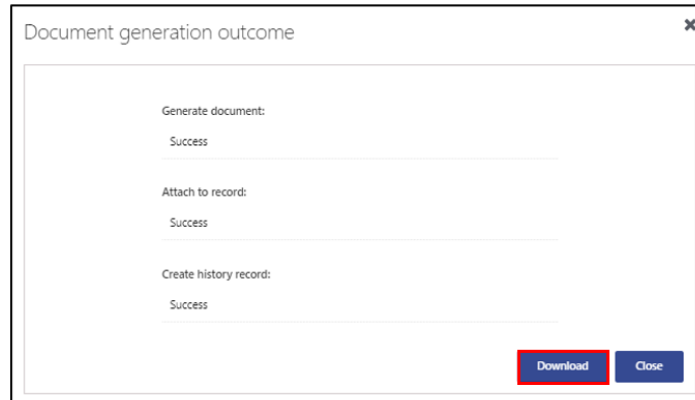 Document generation outcome
Generate document:
Success
Attach to record:
Success
Create history record:
Success
Download Close